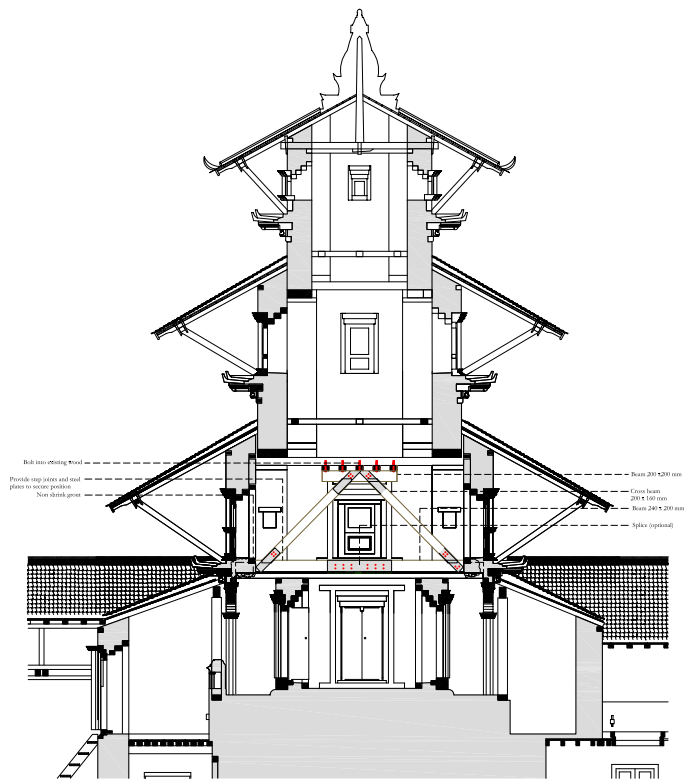 Bolt into existing wood
Provide step joints and steel
plates to secure position
Non shrink grout
Beam 200 x 200 mm
Cross beam
200 x 160 mm
Beam 240 x 200 mm
Splice (optional)